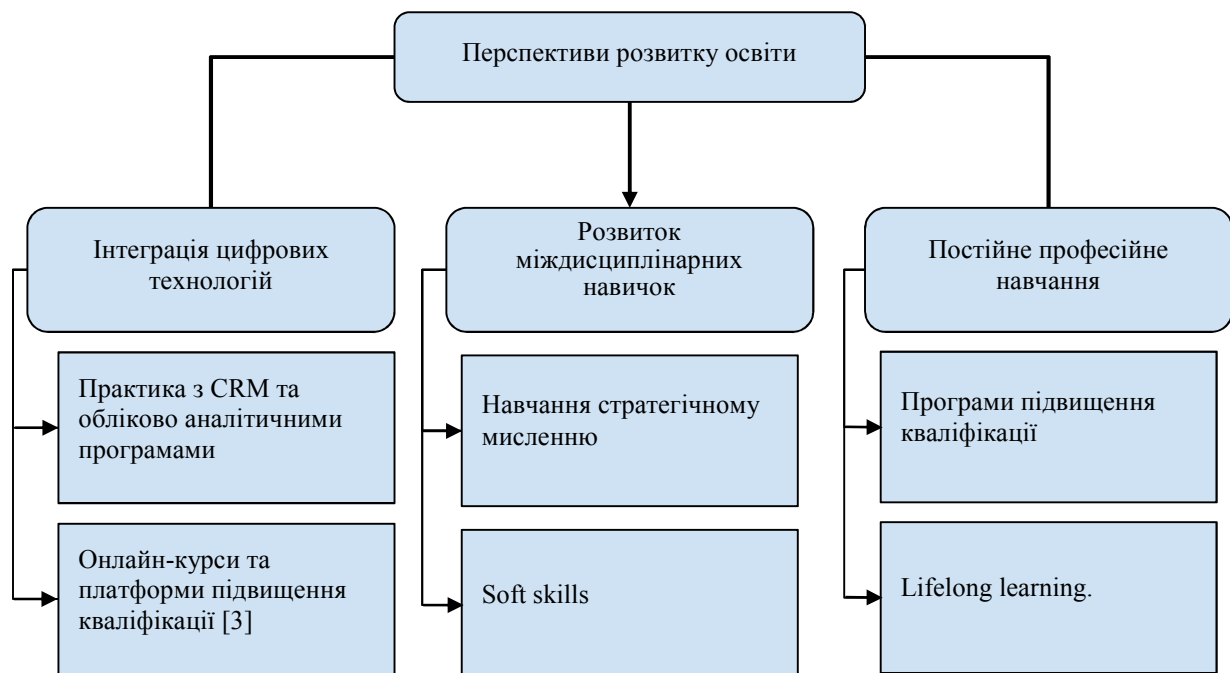 Перспективи розвитку освіти
Інтеграція цифрових
технологій
Практика з CRM та
обліково аналітичними
програмами
Онлайн-курси та
платформи підвищення
кваліфікації [3]
Розвиток
міждисциплінарних
навичок
Навчання стратегічному
мисленню
Soft skills
Постійне професійне
навчання
Програми підвищення
кваліфікації
Lifelong learning.